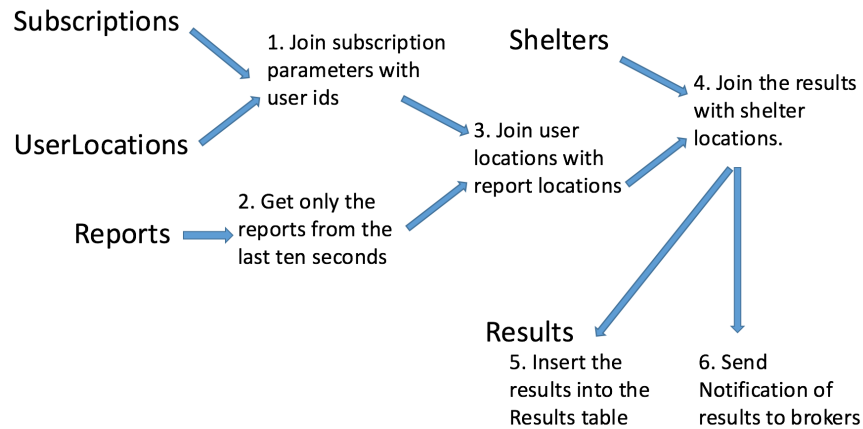 Subscriptions
1. Join subscription
parameters with
user ids
UserLocations
Shelters
4. Join the results
with shelter
locations.
3. Join user
locations with
report locations
Reports
2. Get only the
reports from the
last ten seconds
Results
5. Insert the
results into the
Results table
6. Send
Notification of
results to brokers